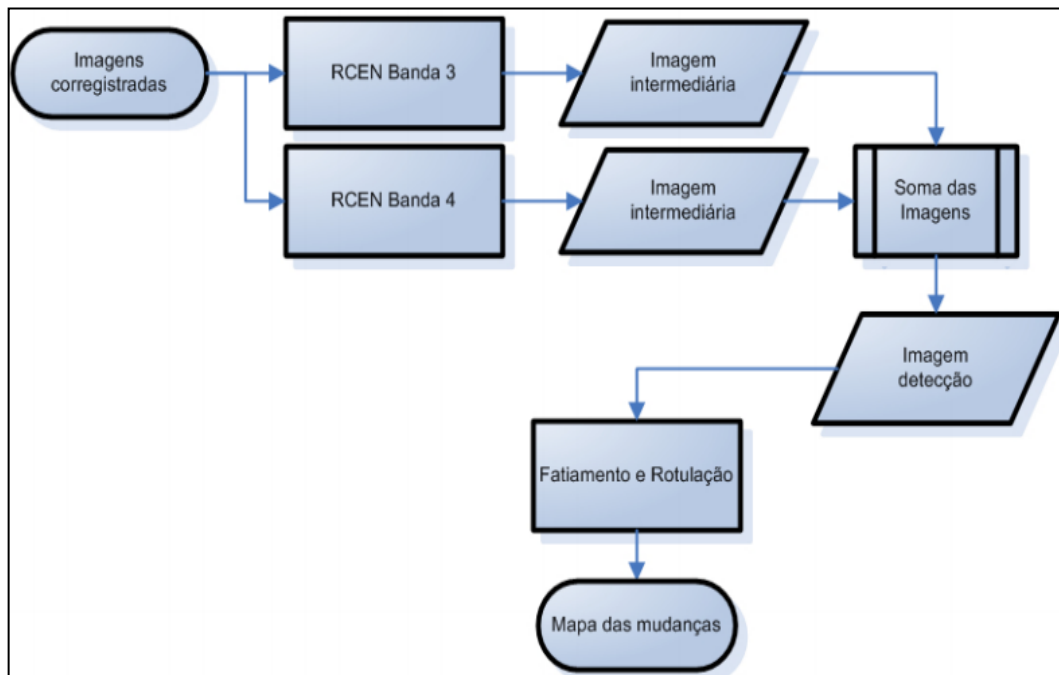 Imagens
corregistradas
RCEN Banda 3
Imagem
intermediária
RCEN Banda 4
Imagem
intermediária
Soma das
Imagens
Imagem
detecção
Fatiamento e Rotulação
Mapa das mudanças